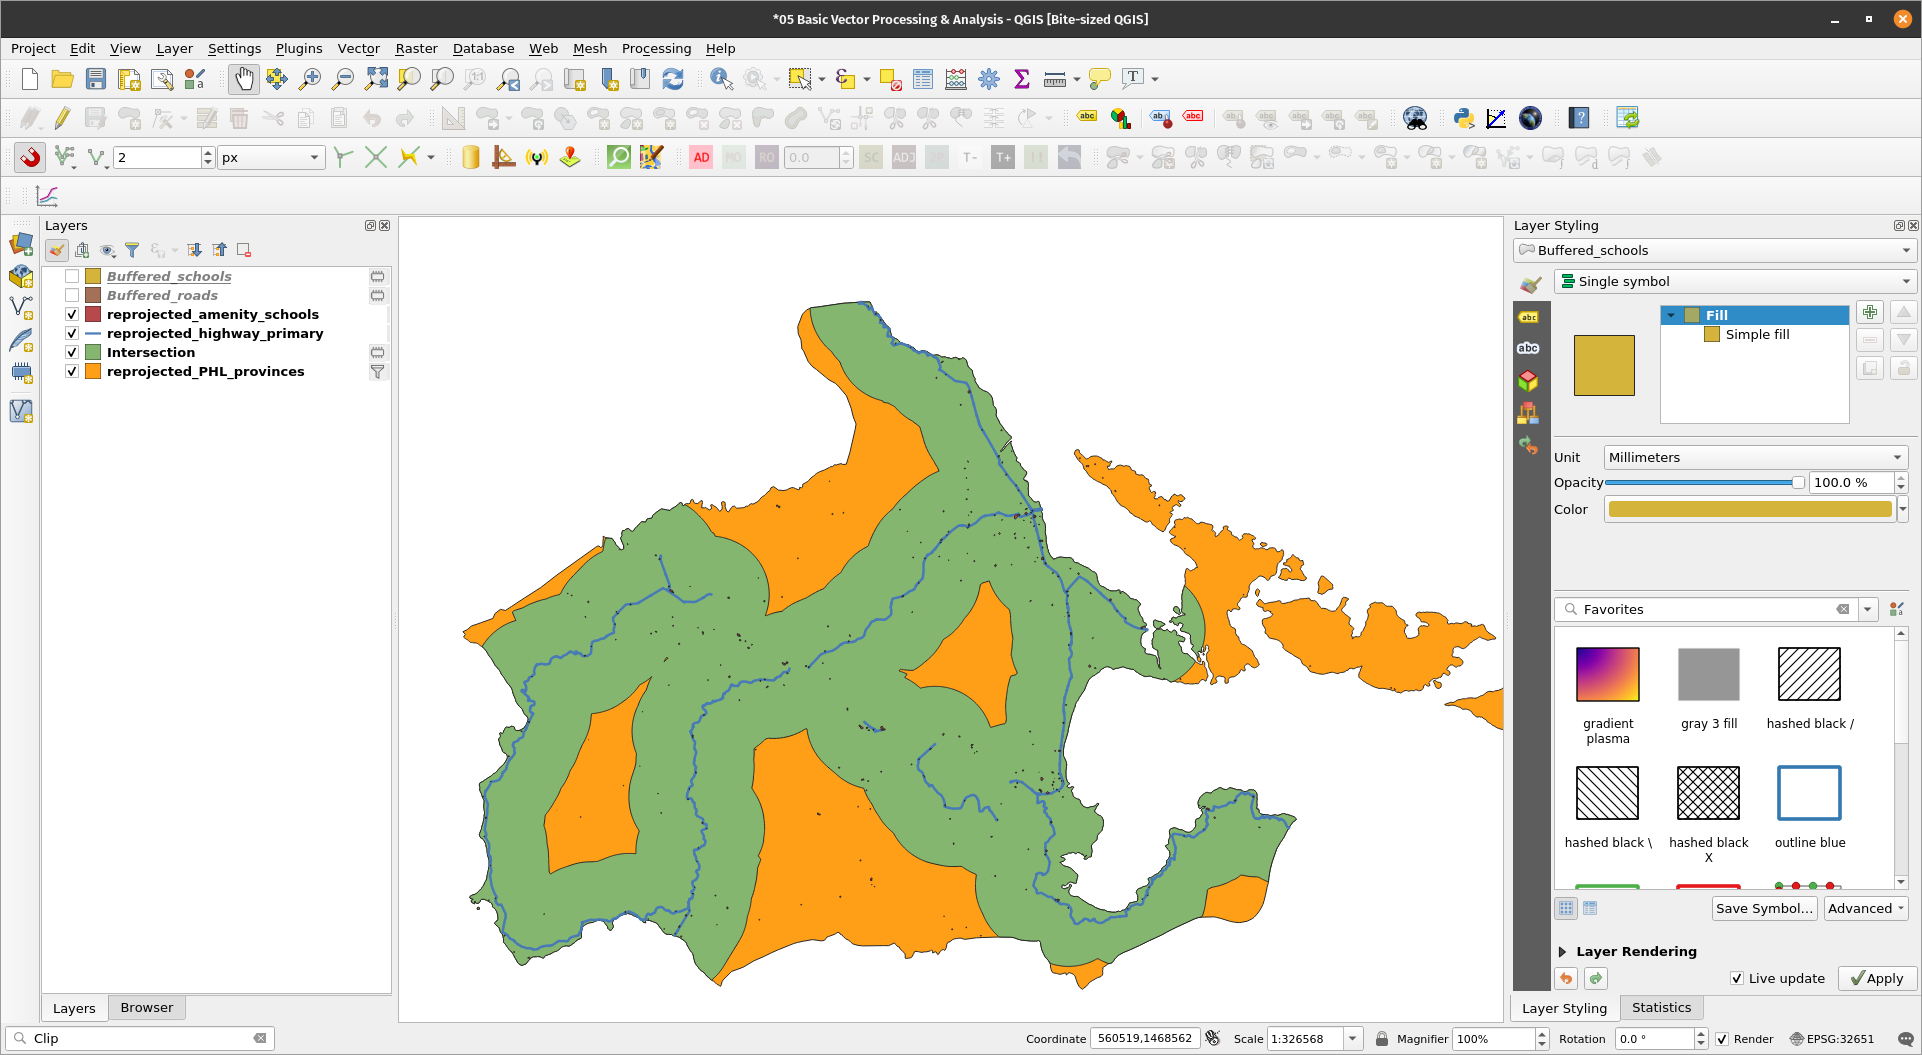 *05 Basic Vector Processing & Analysis - QGIS [Bite-sized QGIS]
Project Edit View Layer Settings Plugins Vector Raster Database Web Mesh Processing Help
2 px AD MO RO 0.0 SC ADJ T- T+
Layers
Buffered_schools
Buffered_roads
reprojected_amenity_schools
reprojected_highway_primary
Intersection
reprojected_PHL_provinces
Layers Browser
Layer Styling
Buffered_schools
Single symbol
Fill
Simple fill
Unit Millimeters
Opacity 100.0 %
Color
Favorites
gradient plasma
gray 3 fill
hashed black /
hashed black \
hashed black X
outline blue
Save Symbol... Advanced
Layer Rendering
Live update Apply
Layer Styling Statistics
Clip Coordinate 560519,1468562 Scale 1:326568 Magnifier 100% Rotation 0.0 ° Render EPSG:32651